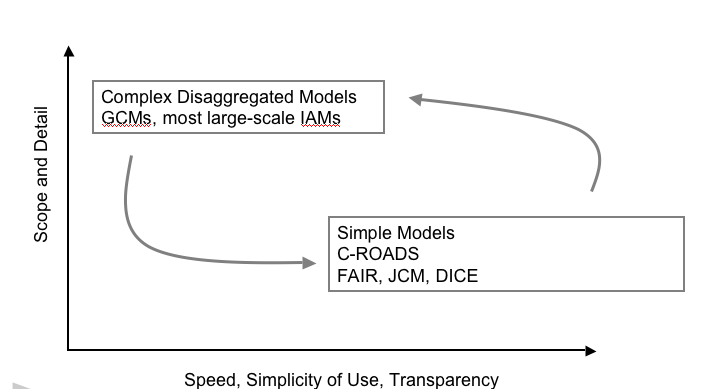 Complex Disaggregated Models
GCMs, most large-scale IAMs
Scope and Detail
Simple Models
C-ROADS
FAIR, JCM, DICE
Speed, Simplicity of Use, Transparency